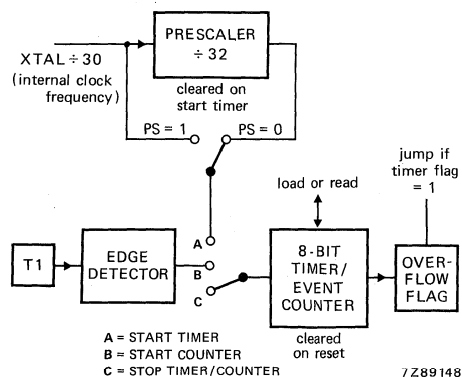 PRESCALER
÷ 32
XTAL ÷ 30
(internal clock
frequency)
cleared on
start timer
PS = 1
PS = 0
jump if
timer flag
= 1
load or read
T1
EDGE
DETECTOR
A
B
C
8-BIT
TIMER/
EVENT
COUNTER
OVER-
FLOW
FLAG
cleared
on reset
A = START TIMER
B = START COUNTER
C = STOP TIMER/COUNTER
7Z89148